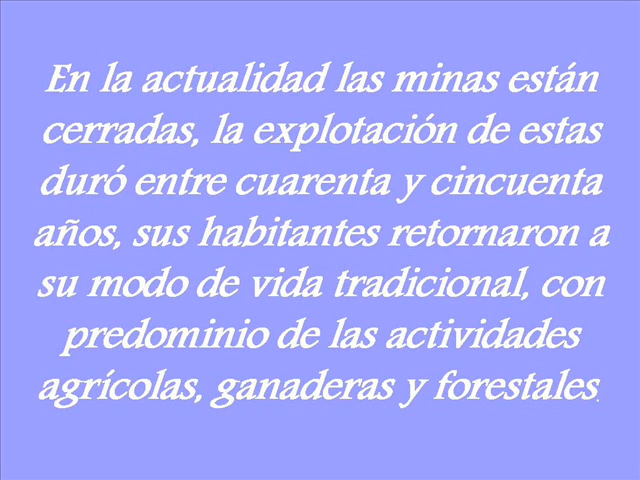 En la actualidad las minas están
cerradas, la explotación de estas
duró entre cuarenta y cincuenta
años, sus habitantes retornaron a
su modo de vida tradicional, con
predominio de las actividades
agrícolas, ganaderas y forestales.